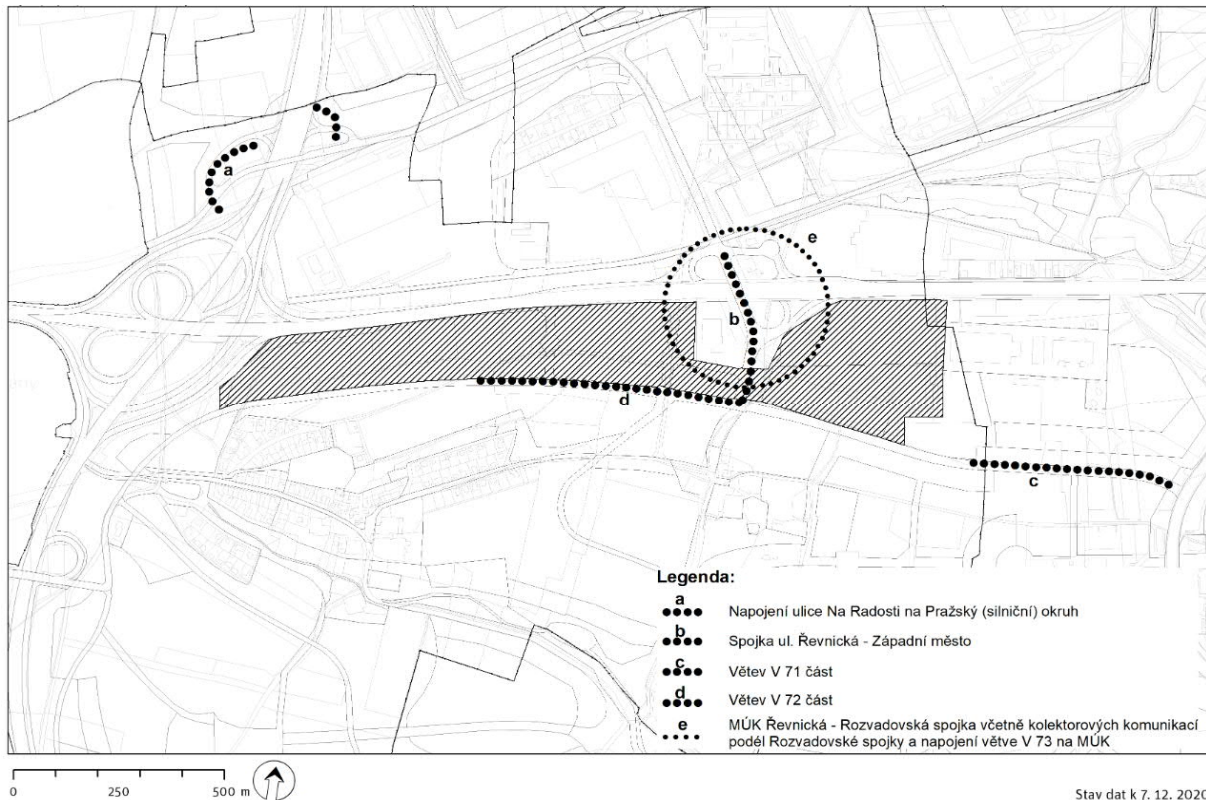 a
e
b
d
c
Legenda:
a
Napojení ulice Na Radosti na Pražský (silniční) okruh
b
Spojka ul. Řevnická - Západní město
c
Větev V 71 část
d
Větev V 72 část
e
MÚK Řevnická - Rozvadovská spojka včetně kolektorových komunikací
podél Rozvadovské spojky a napojení větve V 73 na MÚK
0 250 500 m
Stav dat k 7. 12. 2020